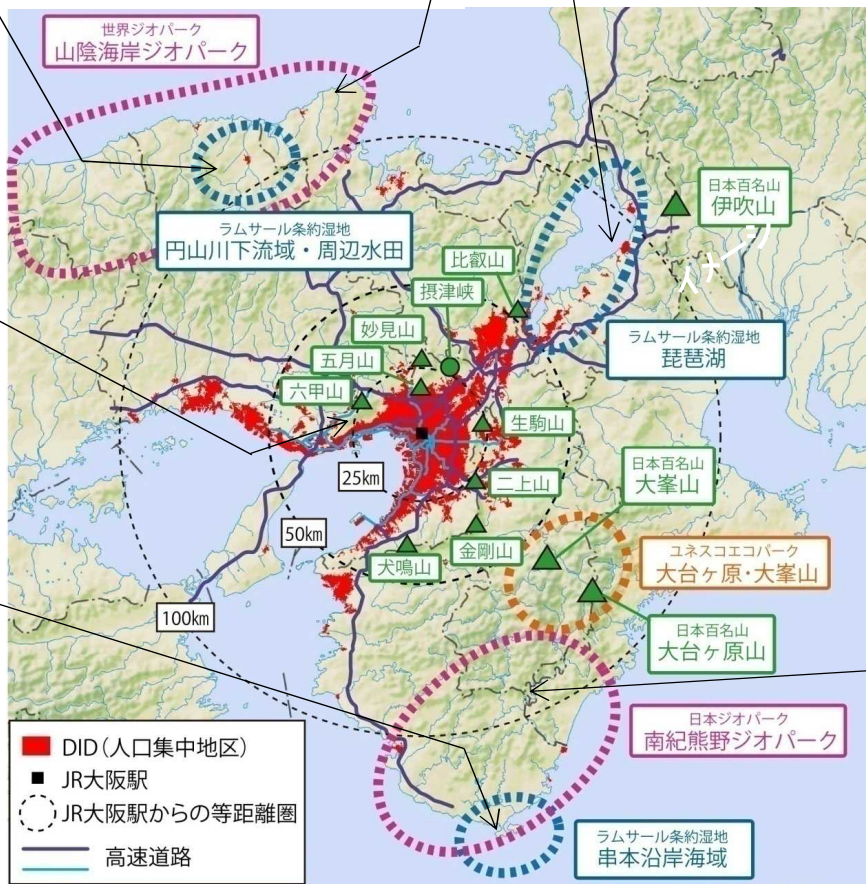 世界ジオパーク
山陰海岸ジオパーク
日本百名山
伊吹山
イメージ
ラムサール条約湿地
円山川下流域・周辺水田
比叡山
摂津峡
妙見山
五月山
六甲山
ラムサール条約湿地
琵琶湖
生駒山
25km
二上山
日本百名山
大峯山
50km
金剛山
犬鳴山
ユネスコエコパーク
大台ヶ原・大峯山
100km
日本百名山
大台ヶ原山
日本ジオパーク
南紀熊野ジオパーク
DID(人口集中地区)
JR大阪駅
JR大阪駅からの等距離圏
高速道路
ラムサール条約湿地
串本沿岸海域